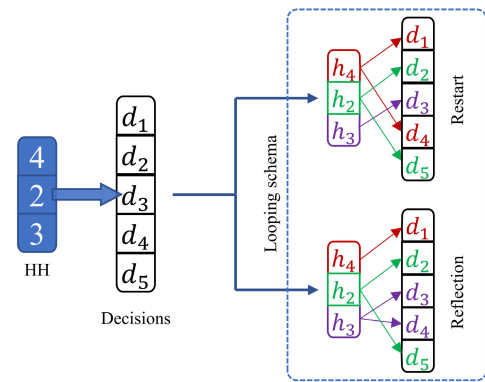 4
2
3
HH
d₁
d₂
d₃
d₄
d₅
Decisions
Looping schema
h₄
h₂
h₃
d₁
d₂
d₃
d₄
d₅
Restart
h₄
h₂
h₃
d₁
d₂
d₃
d₄
d₅
Reflection